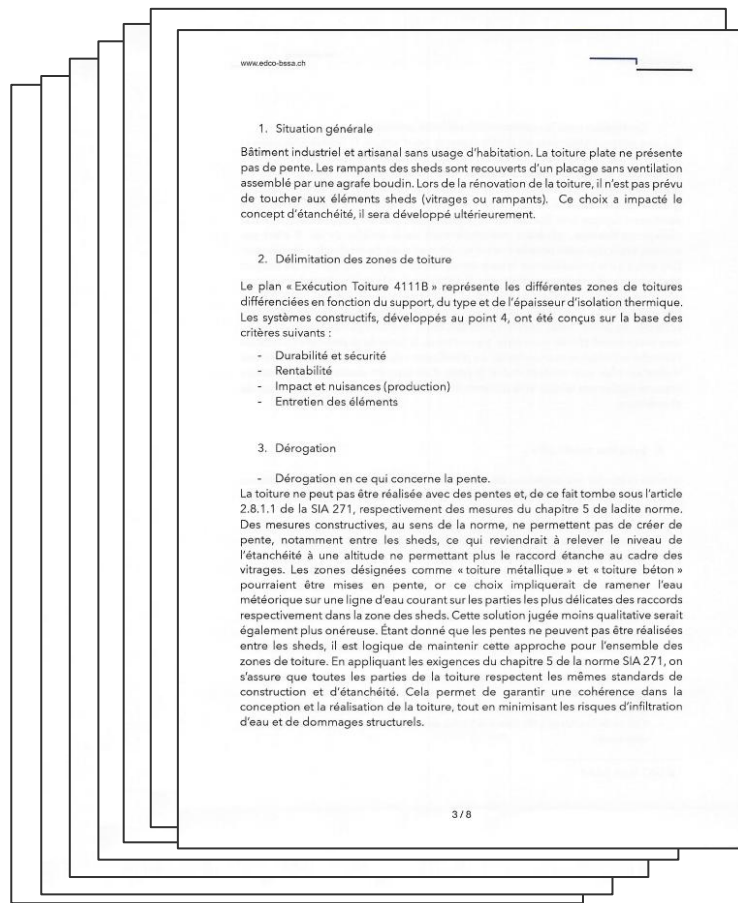 www.edco-bssa.ch
1. Situation générale
Bâtiment industriel et artisanal sans usage d'habitation. La toiture plate ne présente
pas de pente. Les rampants des sheds sont recouverts d'un placage sans ventilation
assemblé par une agrafe boudin. Lors de la rénovation de la toiture, il n'est pas prévu
de toucher aux éléments sheds (vitrages ou rampants). Ce choix a impacté le
concept d'étanchéité, il sera développé ultérieurement.
2. Délimitation des zones de toiture
Le plan « Exécution Toiture 4111B » représente les différentes zones de toitures
différenciées en fonction du support, du type et de l'épaisseur d'isolation thermique.
Les systèmes constructifs, développés au point 4, ont été conçus sur la base des
critères suivants :
- Durabilité et sécurité
- Rentabilité
- Impact et nuisances (production)
- Entretien des éléments
3. Dérogation
- Dérogation en ce qui concerne la pente.
La toiture ne peut pas être réalisée avec des pentes et, de ce fait tombe sous l'article
2.8.1.1 de la SIA 271, respectivement des mesures du chapitre 5 de ladite norme.
Des mesures constructives, au sens de la norme, ne permettent pas de créer de
pente, notamment entre les sheds, ce qui reviendrait à relever le niveau de
l'étanchéité à une altitude ne permettant plus le raccord étanche au cadre des
vitrages. Les zones désignées comme « toiture métallique » et « toiture béton »
pourraient être mises en pente, or ce choix impliquerait de ramener l'eau
météorique sur une ligne d'eau courant sur les parties les plus délicates des raccords
respectivement dans la zone des sheds. Cette solution jugée moins qualitative serait
également plus onéreuse. Étant donné que les pentes ne peuvent pas être réalisées
entre les sheds, il est logique de maintenir cette approche pour l'ensemble des
zones de toiture. En appliquant les exigences du chapitre 5 de la norme SIA 271, on
s'assure que toutes les parties de la toiture respectent les mêmes standards de
construction et d'étanchéité. Cela permet de garantir une cohérence dans la
conception et la réalisation de la toiture, tout en minimisant les risques d'infiltration
d'eau et de dommages structurels.
3 / 8